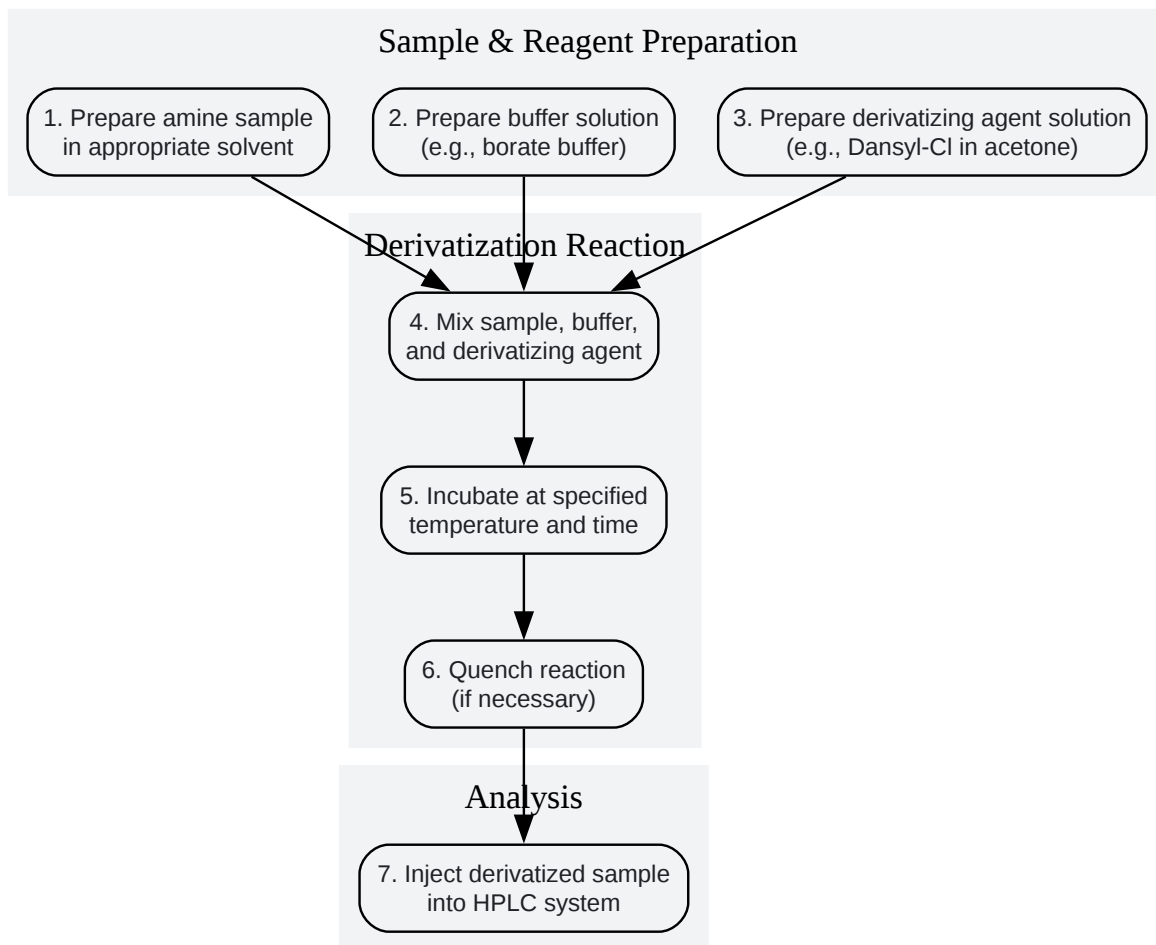 Sample & Reagent Preparation
1. Prepare amine sample
in appropriate solvent
2. Prepare buffer solution
(e.g., borate buffer)
3. Prepare derivatizing agent solution
(e.g., Dansyl-Cl in acetone)
Derivatization Reaction
4. Mix sample, buffer,
and derivatizing agent
5. Incubate at specified
temperature and time
6. Quench reaction
(if necessary)
Analysis
7. Inject derivatized sample
into HPLC system